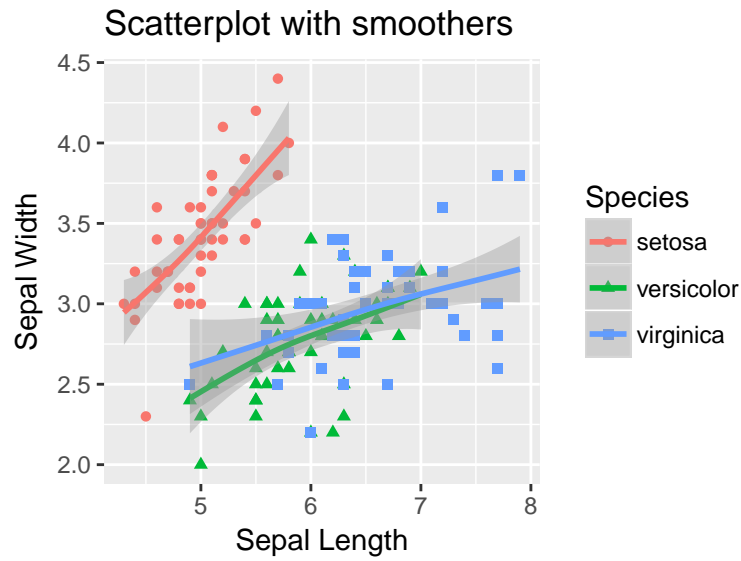 Scatterplot with smoothers
4.5
4.0
3.5
3.0
2.5
2.0
Sepal Width
5 6 7 8
Sepal Length
Species
setosa
versicolor
virginica